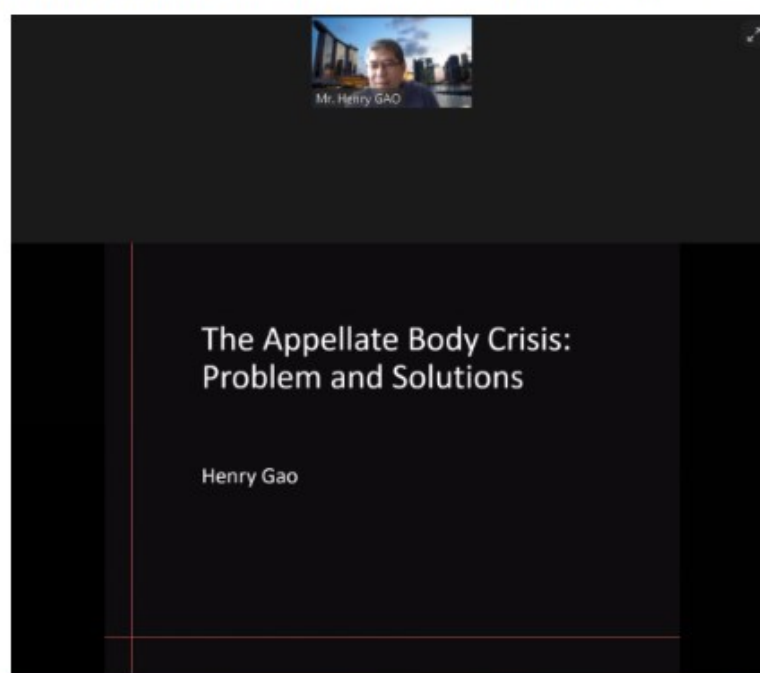 Mr. Henry GAO
The Appellate Body Crisis:
Problem and Solutions
Henry Gao